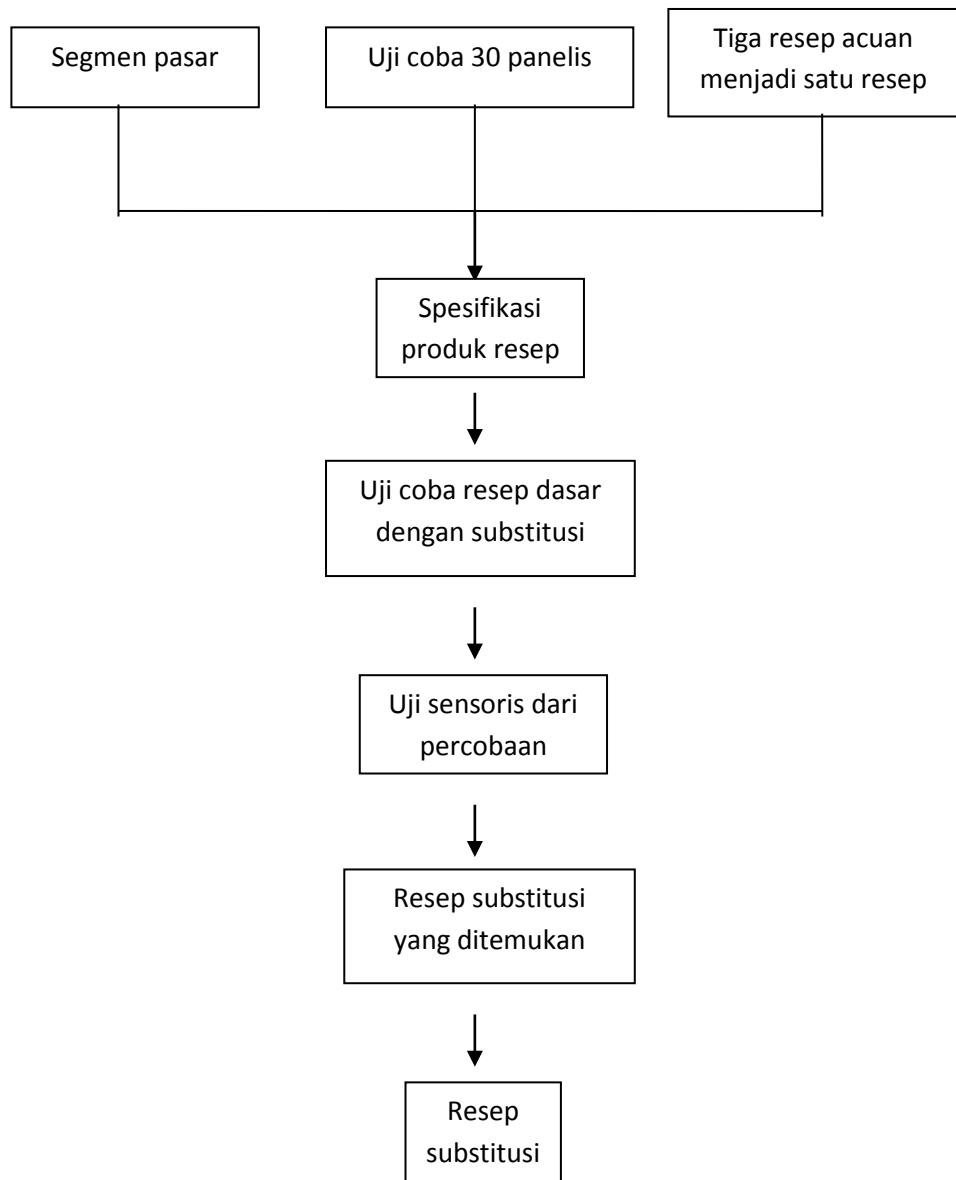 Segmen pasar
Uji coba 30 panelis
Tiga resep acuan
menjadi satu resep
Spesifikasi
produk resep
Uji coba resep dasar
dengan substitusi
Uji sensoris dari
percobaan
Resep substitusi
yang ditemukan
Resep
substitusi